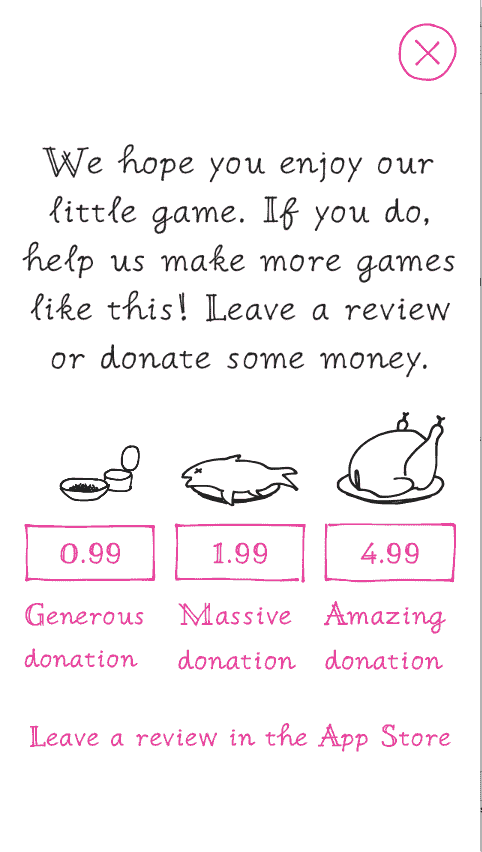 We hope you enjoy our
little game. If you do,
help us make more games
like this! Leave a review
or donate some money.
0.99
1.99
4.99
Generous
donation
Massive
donation
Amazing
donation
Leave a review in the App Store